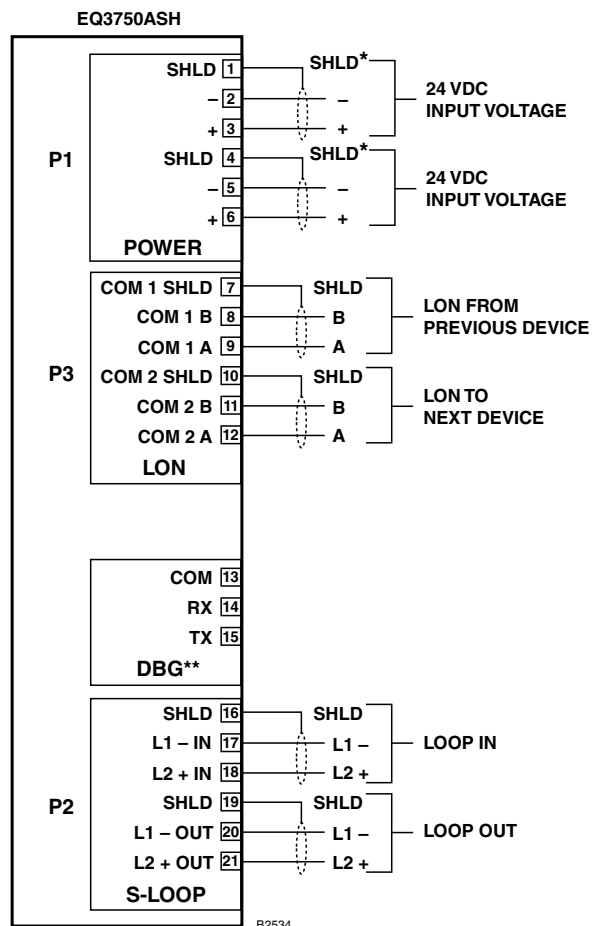 EQ3750ASH
SHLD 1 SHLD*
– 2 –
+ 3 +
24 VDC
INPUT VOLTAGE
P1
SHLD 4 SHLD*
– 5 –
+ 6 +
24 VDC
INPUT VOLTAGE
POWER
COM 1 SHLD 7 SHLD
COM 1 B 8 B
COM 1 A 9 A
LON FROM
PREVIOUS DEVICE
P3
COM 2 SHLD 10 SHLD
COM 2 B 11 B
COM 2 A 12 A
LON TO
NEXT DEVICE
LON
COM 13
RX 14
TX 15
DBG**
SHLD 16 SHLD
L1 – IN 17 L1 –
L2 + IN 18 L2 +
LOOP IN
P2
SHLD 19 SHLD
L1 – OUT 20 L1 –
L2 + OUT 21 L2 +
LOOP OUT
S-LOOP
B2534